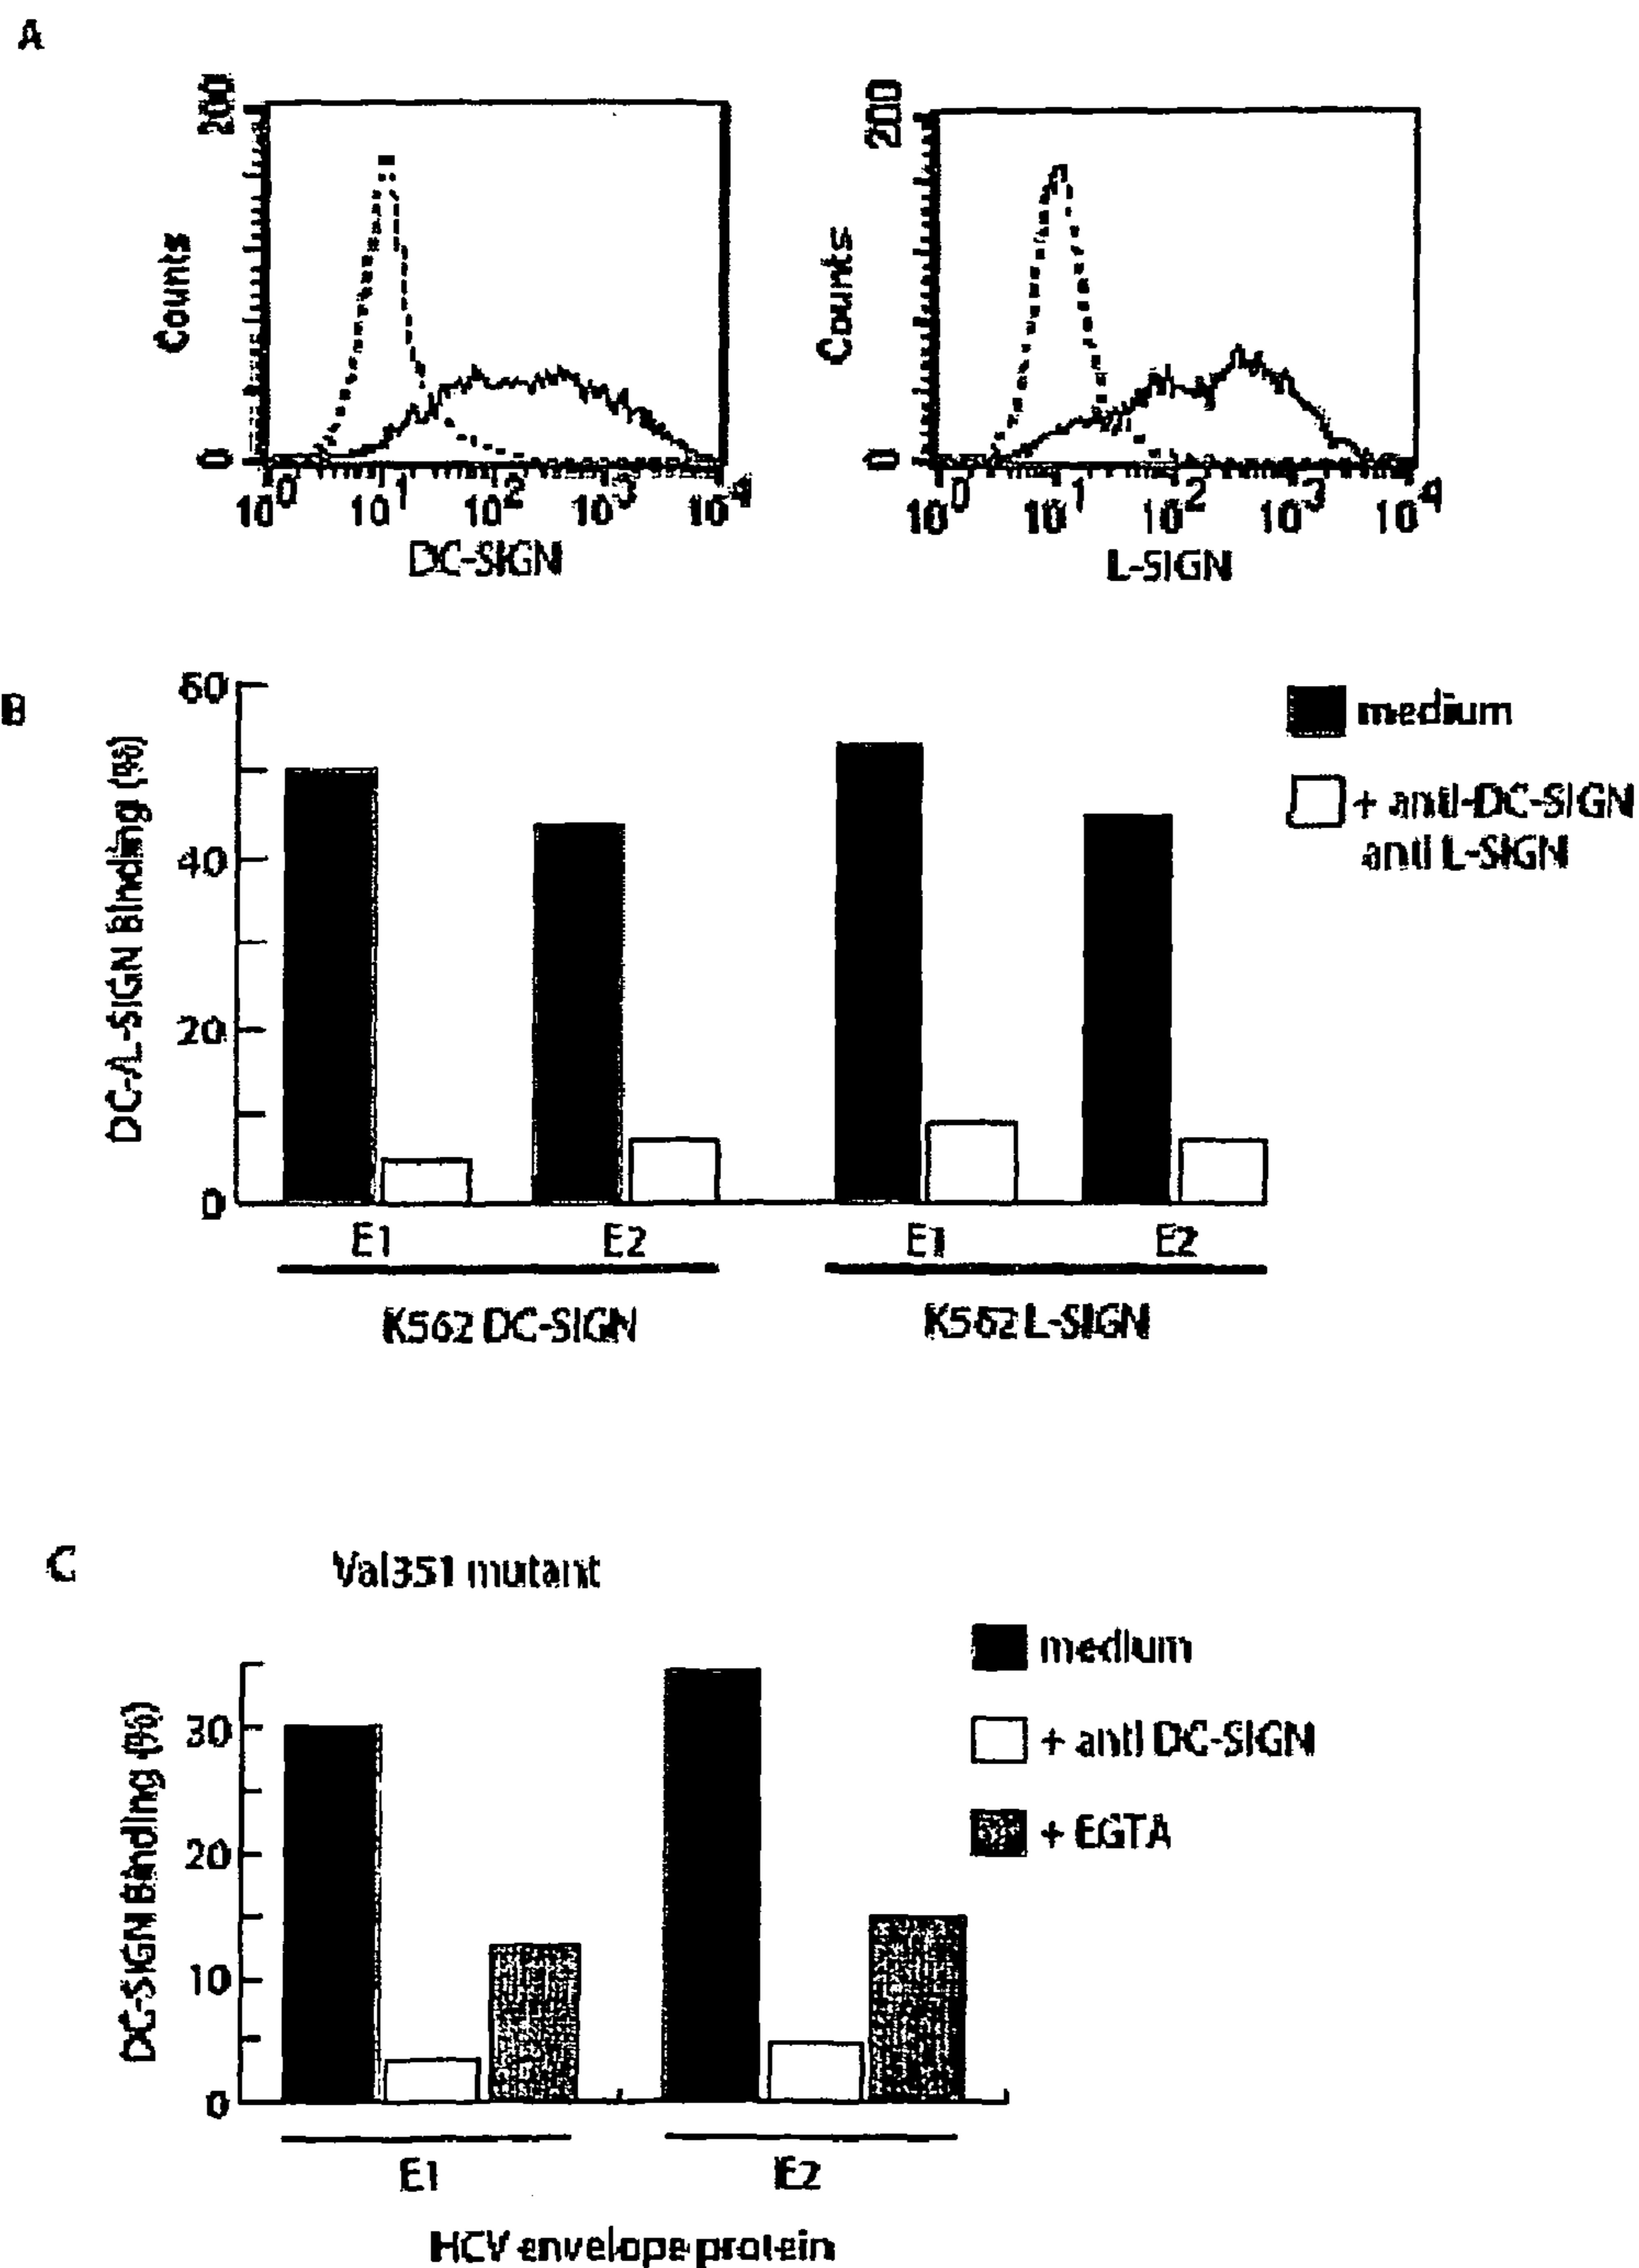 A
200
Counts
0
10^0 10^1 10^2 10^3 10^4
DC-SIGN
200
Counts
0
10^0 10^1 10^2 10^3 10^4
L-SIGN
B
DC-/L-SIGN Binding (%)
60
40
20
0
medium
+ anti-DC-SIGN
anti L-SIGN
E1 E2 E1 E2
K562 DC-SIGN K562 L-SIGN
C
Val351 mutant
DC-SIGN Binding (%)
30
20
10
0
medium
+ anti DC-SIGN
+ EGTA
E1 E2
HCV envelope protein